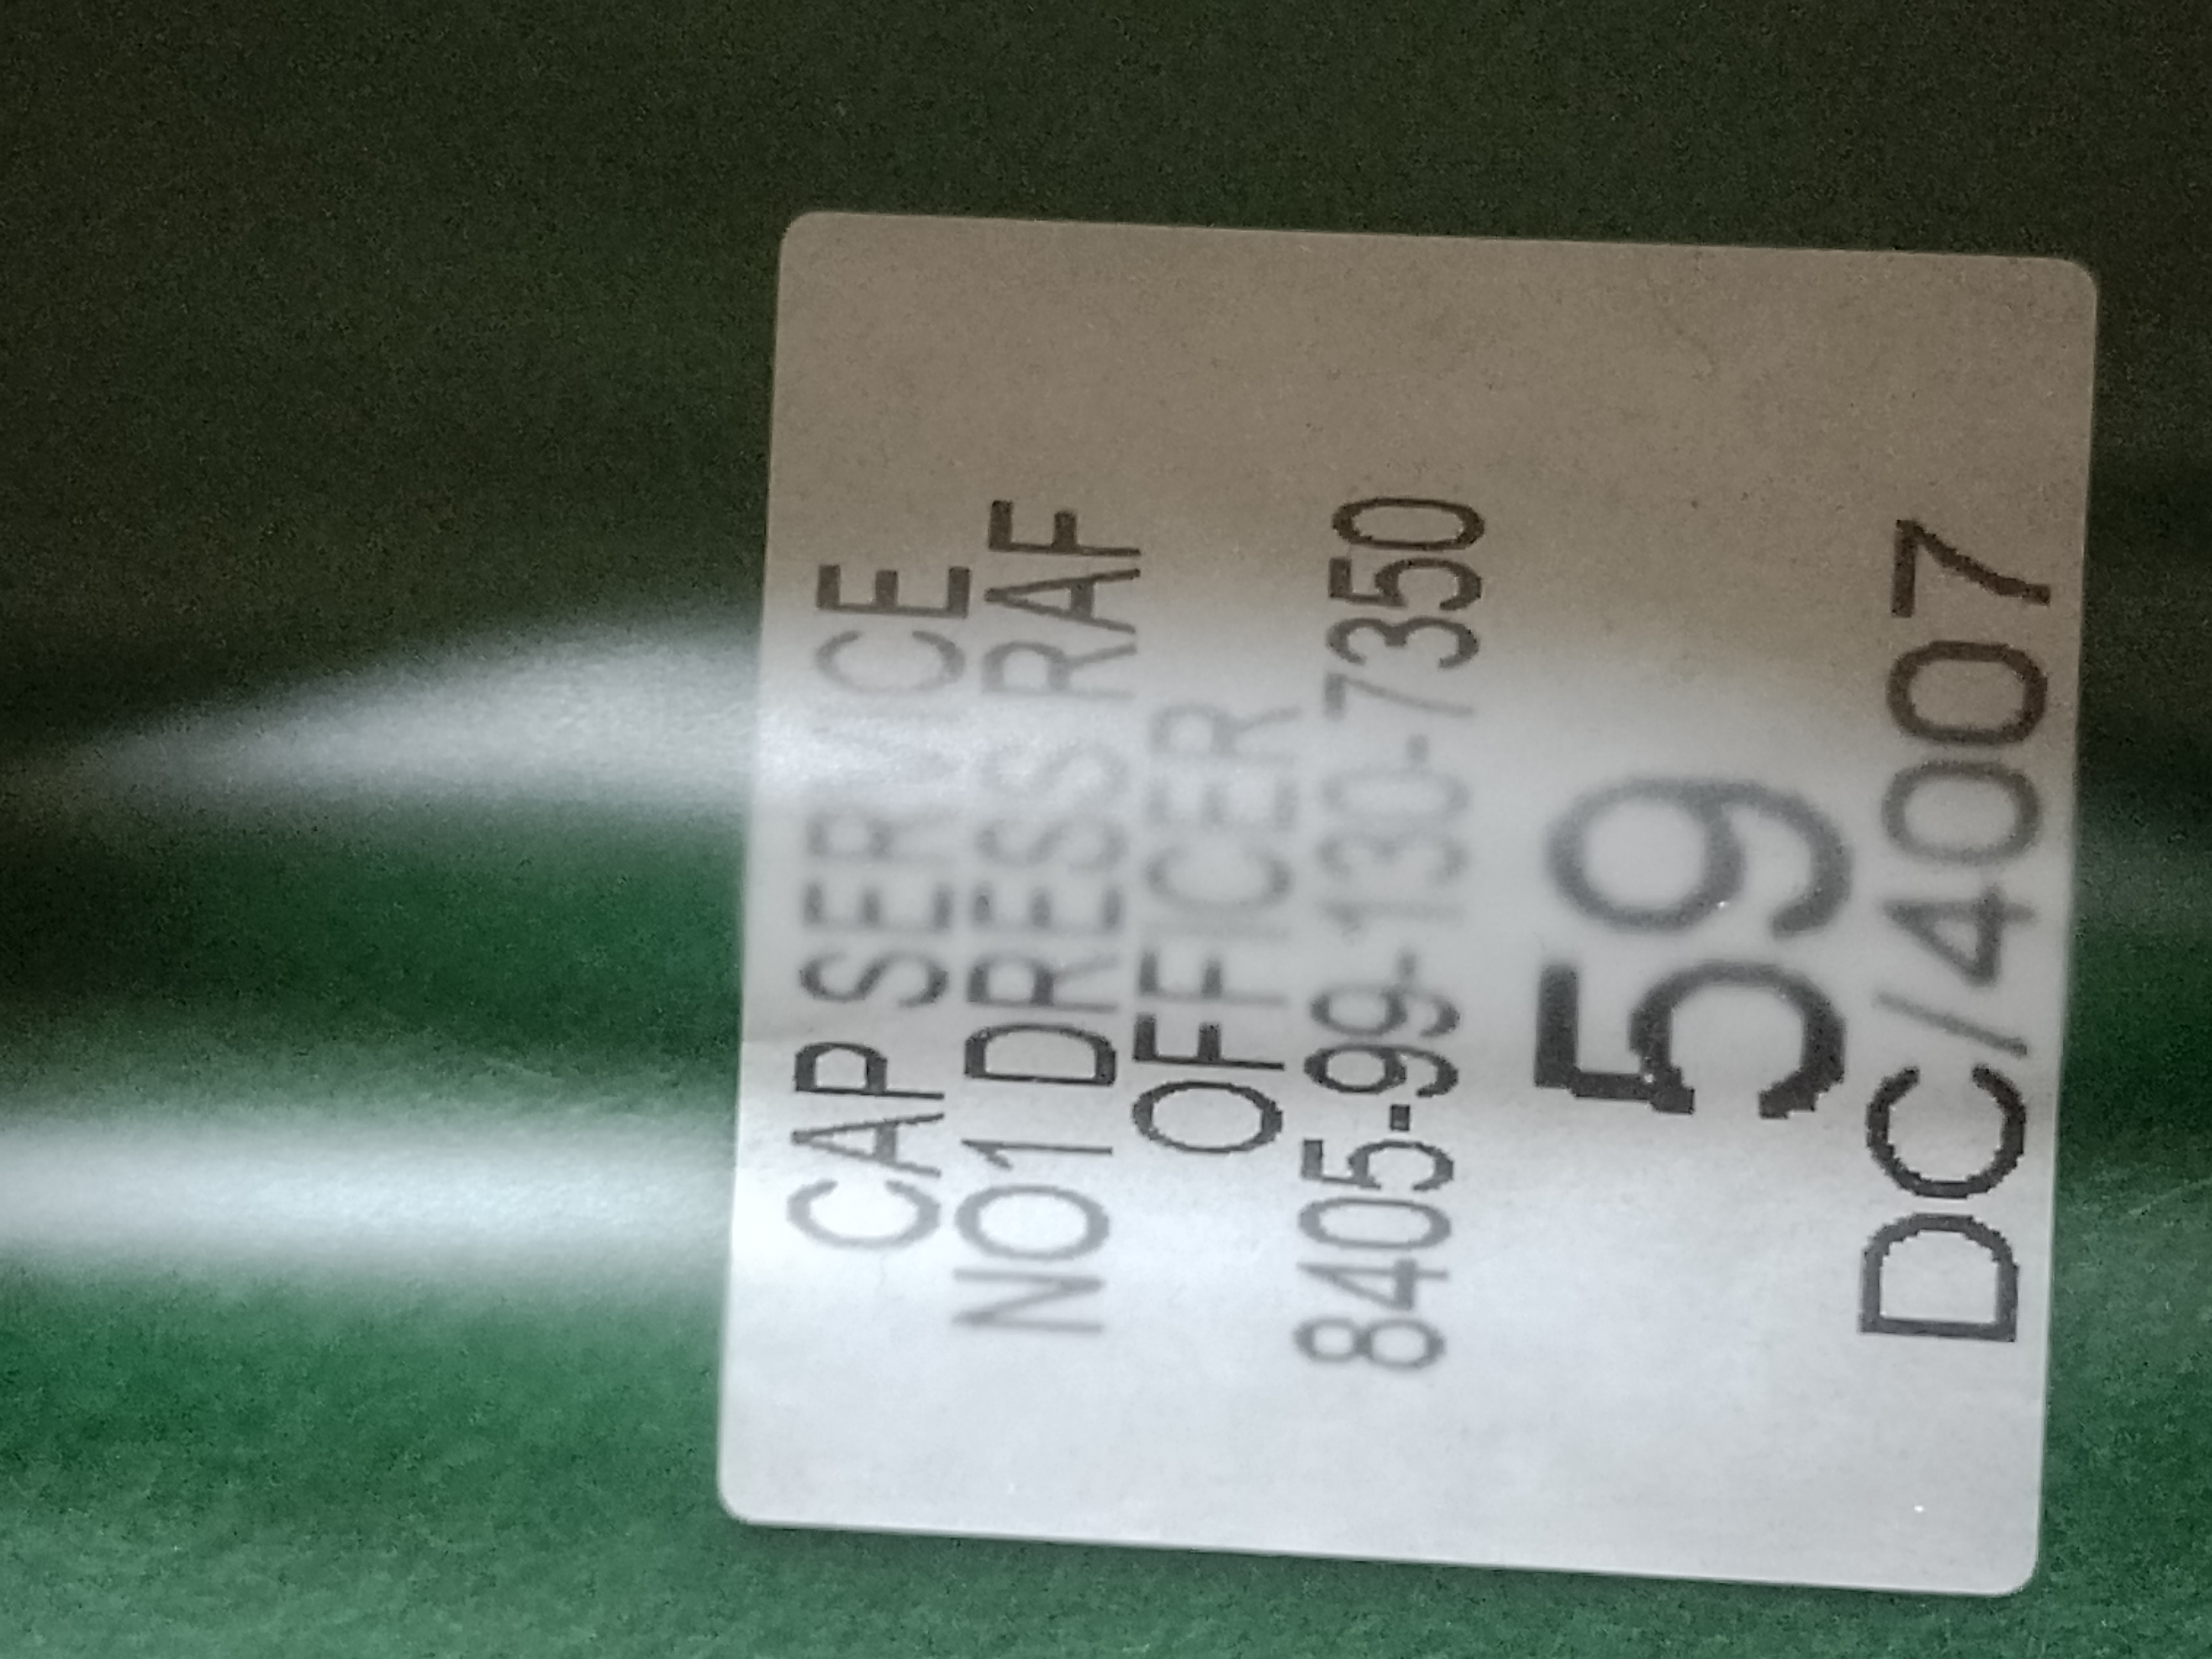 CAP SERVICE
NO1 DRESS RAF
OFFICER
8405-99-130-7350
59
DC/4007